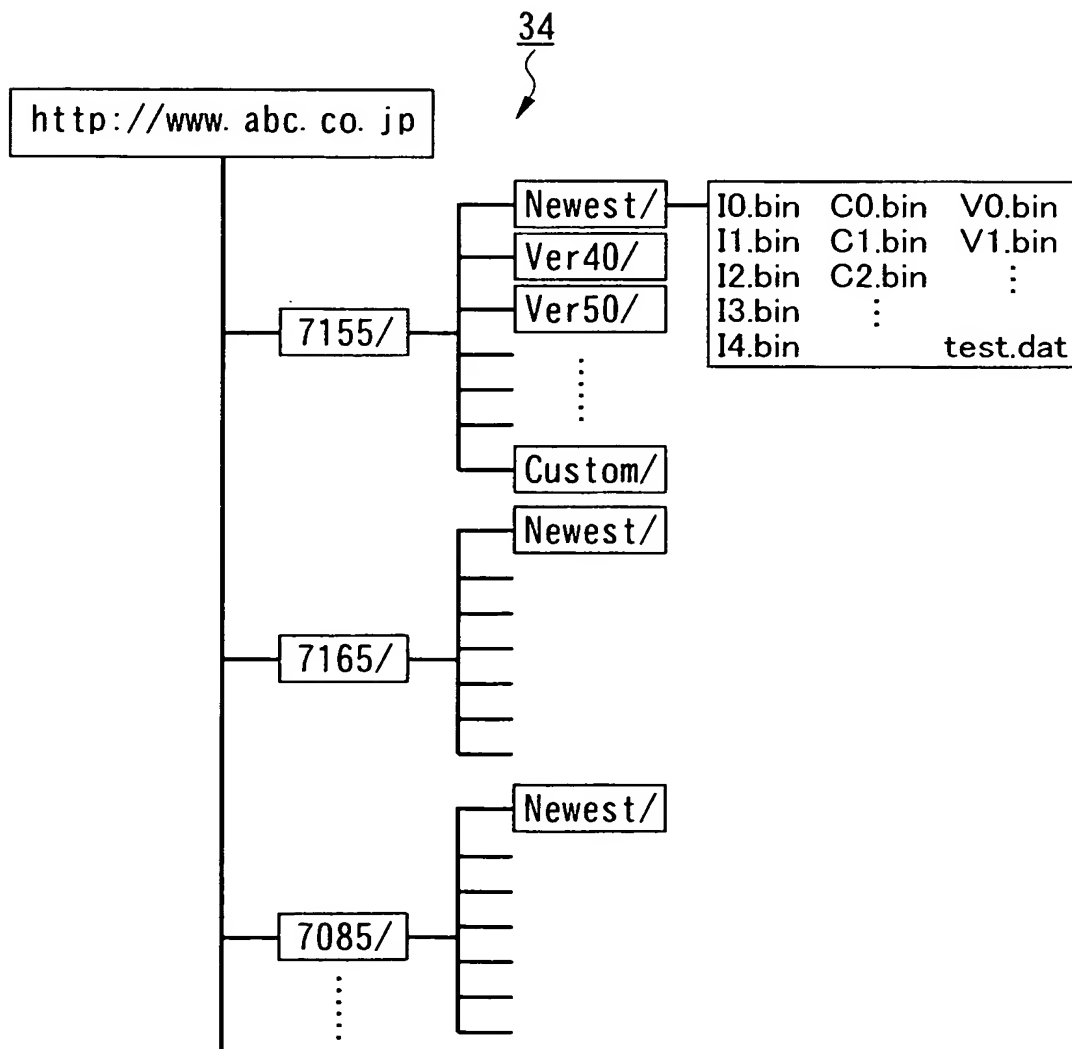 34
http://www.abc.co.jp
Newest/
I0.bin C0.bin V0.bin
Ver40/
I1.bin C1.bin V1.bin
I2.bin C2.bin ⋮
Ver50/
I3.bin ⋮
7155/
I4.bin test.dat
Custom/
Newest/
7165/
Newest/
7085/